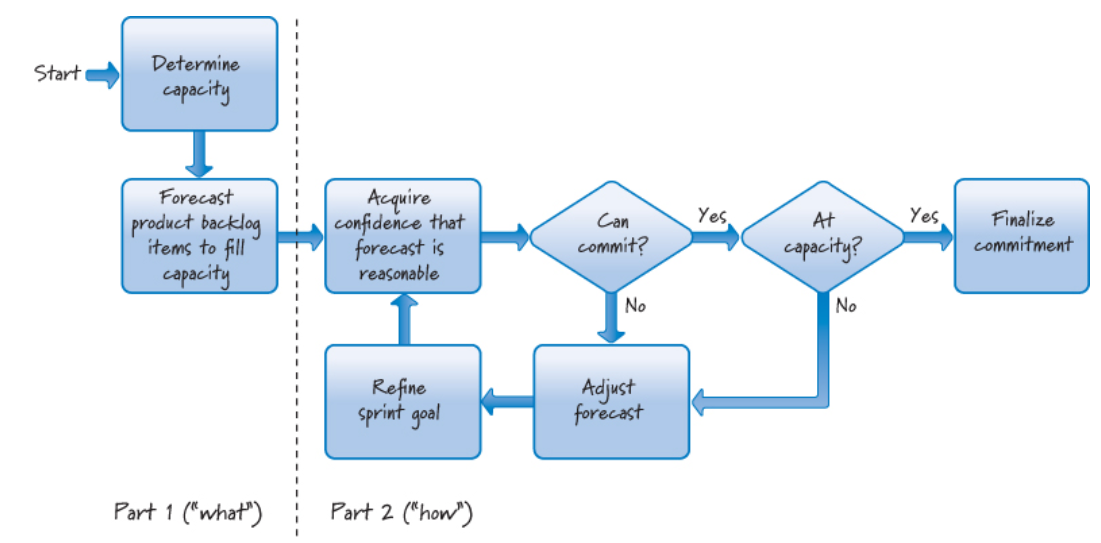 Start
Determine
capacity
Forecast
product backlog
items to fill
capacity
Acquire
confidence that
forecast is
reasonable
Can
commit?
Yes
At
capacity?
Yes
Finalize
commitment
No
No
Refine
sprint goal
Adjust
forecast
Part 1 ("what")
Part 2 ("how")